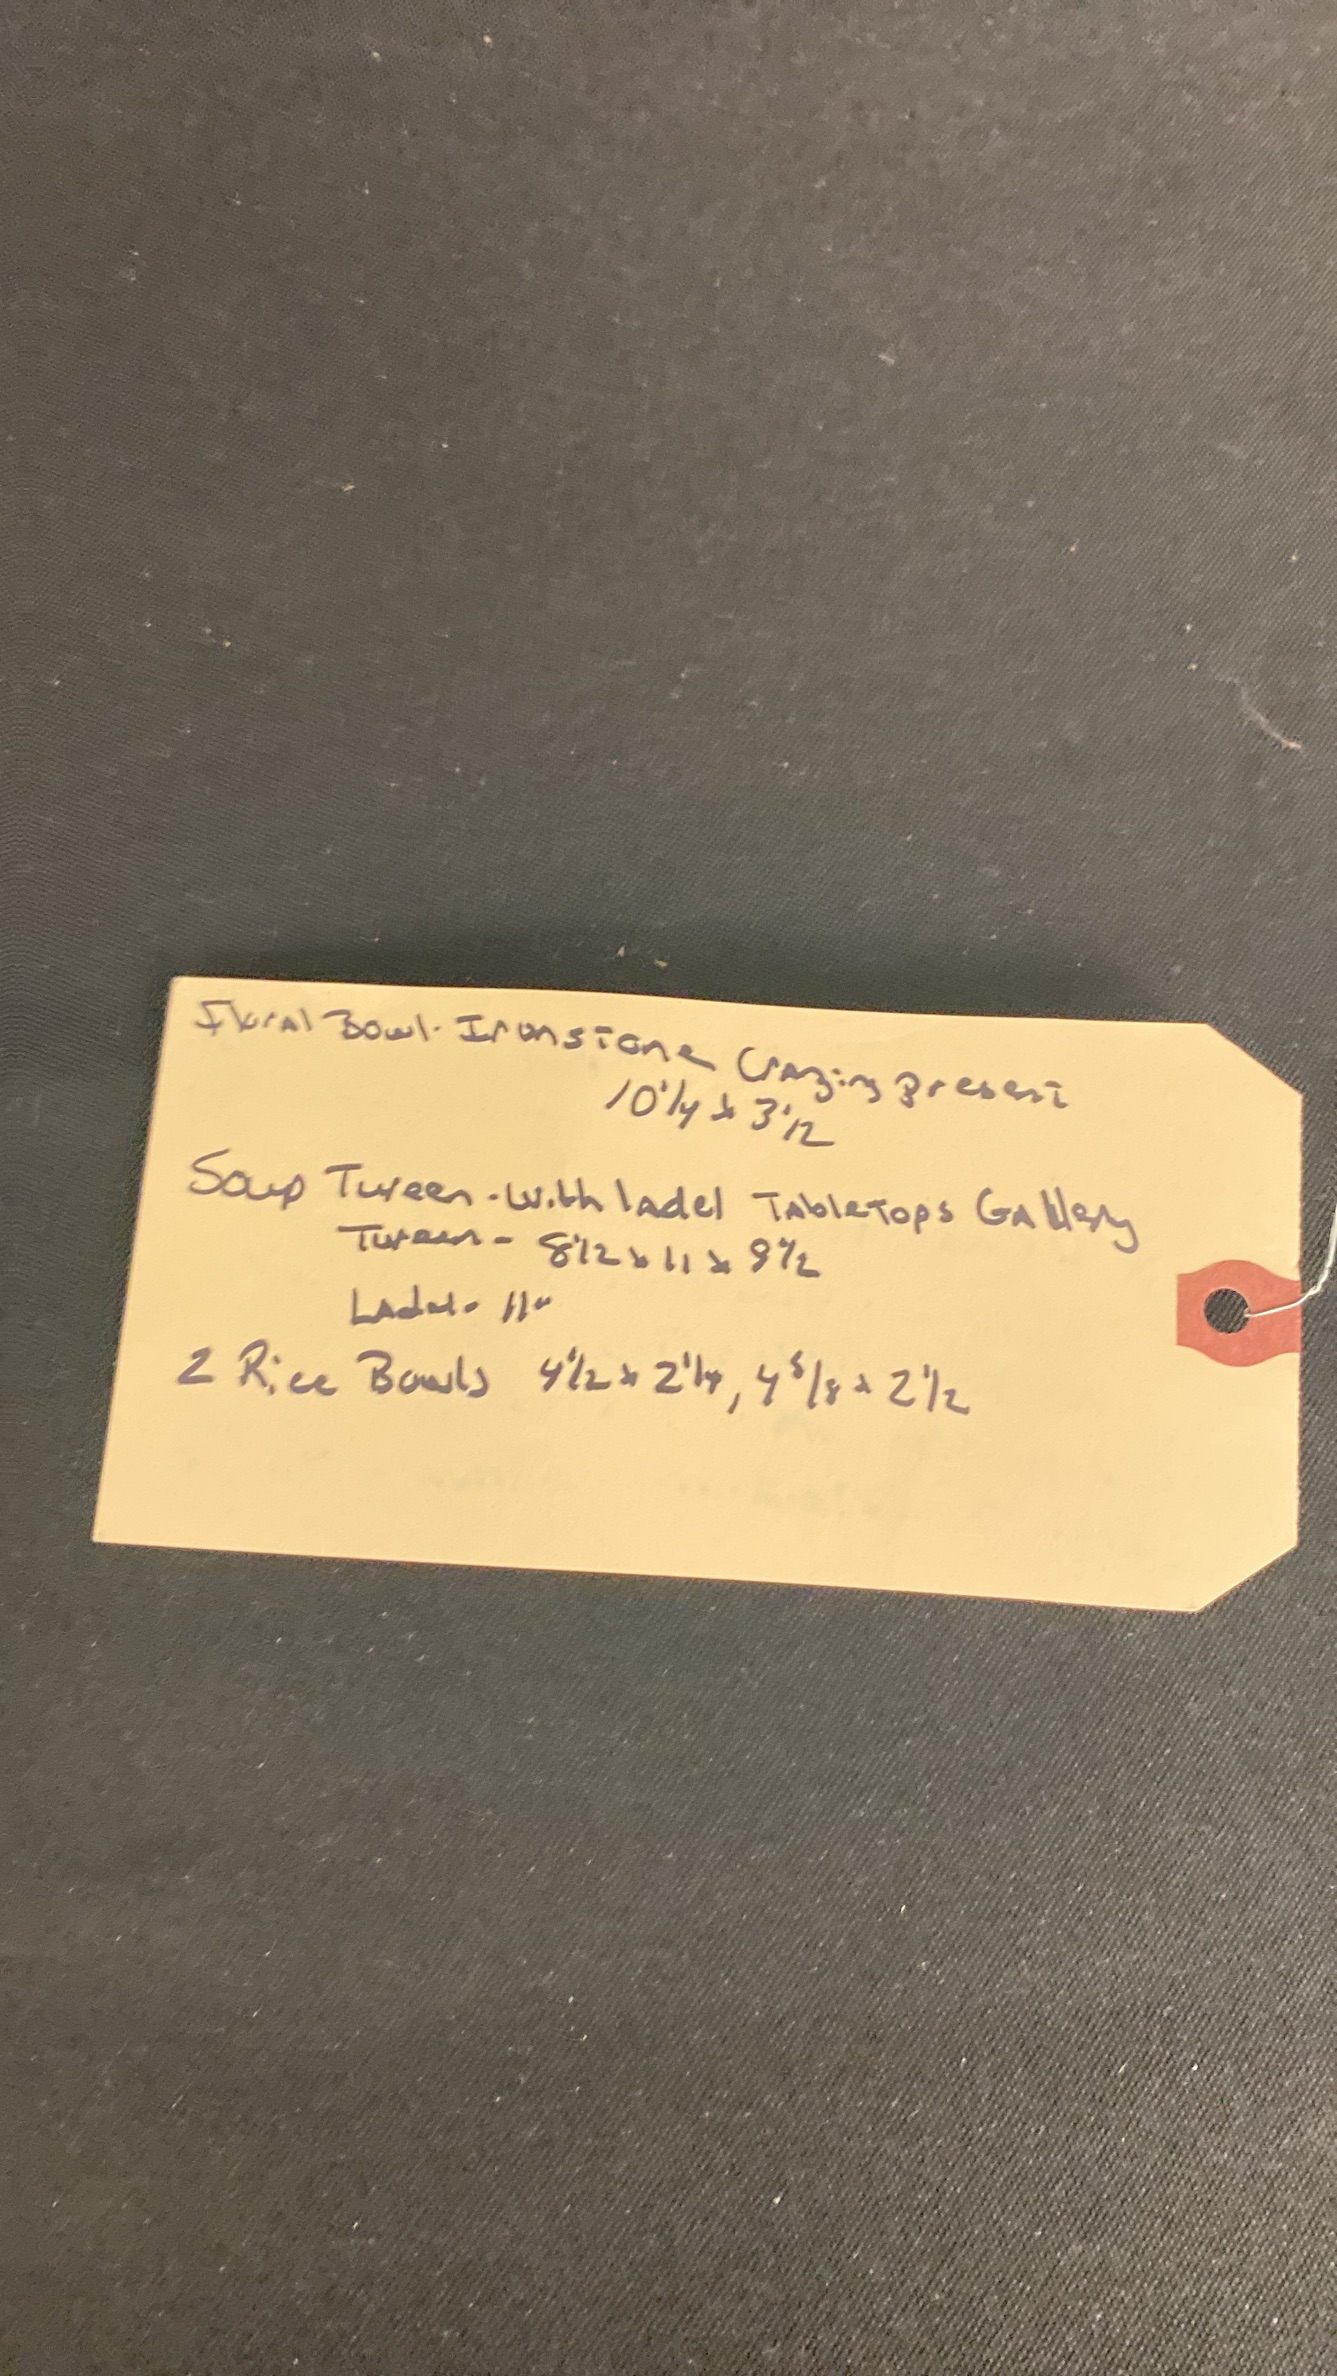 Floral Bowl. Ironstone Crazing Present
10 1/4 x 3 1/2
Soup Tureen - with ladel Tabletops Gallery
Tureen - 8 1/2 x 11 x 9 1/2
Ladel - 11"
2 Rice Bowls 4 1/2 x 2 1/4, 4 5/8 x 2 1/2